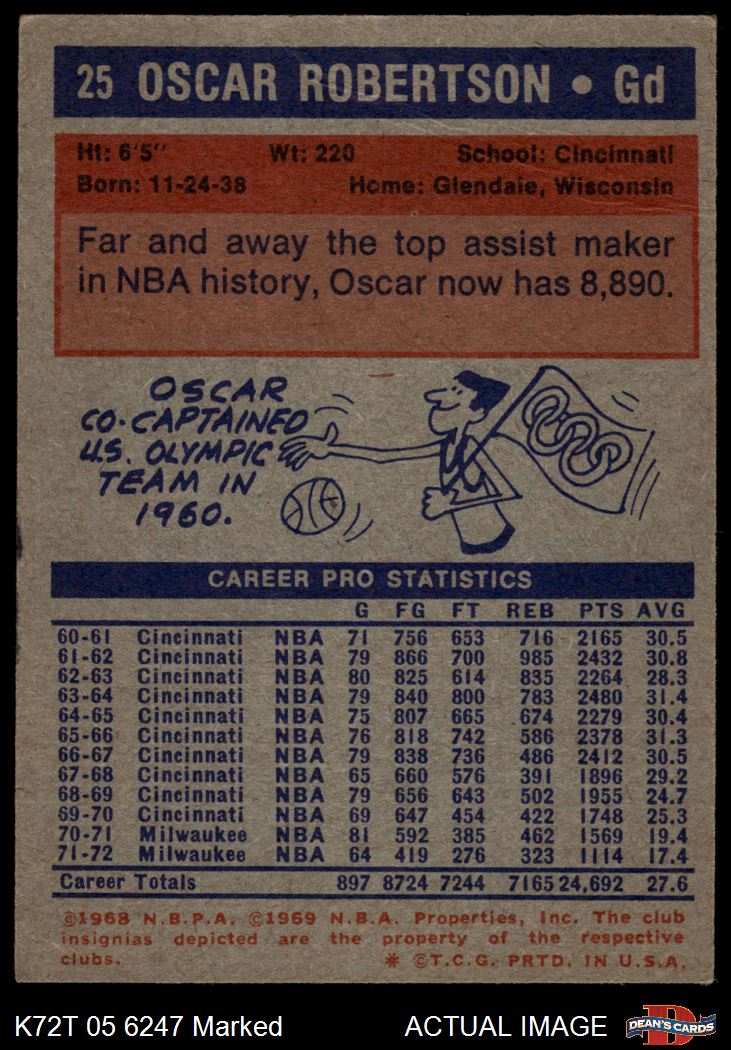 25 OSCAR ROBERTSON • Gd
Ht: 6'5" Wt: 220 School: Cincinnati
Born: 11-24-38 Home: Glendale, Wisconsin
Far and away the top assist maker
in NBA history, Oscar now has 8,890.
OSCAR
CO-CAPTAINED
U.S. OLYMPIC
TEAM IN
1960.
CAREER PRO STATISTICS
G FG FT REB PTS AVG
60-61 Cincinnati NBA 71 756 653 716 2165 30.5
61-62 Cincinnati NBA 79 866 700 985 2432 30.8
62-63 Cincinnati NBA 80 825 614 835 2264 28.3
63-64 Cincinnati NBA 79 840 800 783 2480 31.4
64-65 Cincinnati NBA 75 807 665 674 2279 30.4
65-66 Cincinnati NBA 76 818 742 586 2378 31.3
66-67 Cincinnati NBA 79 838 736 486 2412 30.5
67-68 Cincinnati NBA 65 660 576 391 1896 29.2
68-69 Cincinnati NBA 79 656 643 502 1955 24.7
69-70 Cincinnati NBA 69 647 454 422 1748 25.3
70-71 Milwaukee NBA 81 592 385 462 1569 19.4
71-72 Milwaukee NBA 64 419 276 323 1114 17.4
Career Totals 897 8724 7244 7165 24,692 27.6
©1968 N.B.P.A. ©1969 N.B.A. Properties, Inc. The club
insignias depicted are the property of the respective
clubs. * ©T.C.G. PRTD. IN U.S.A.
K72T 05 6247 Marked ACTUAL IMAGE DEAN'S CARDS